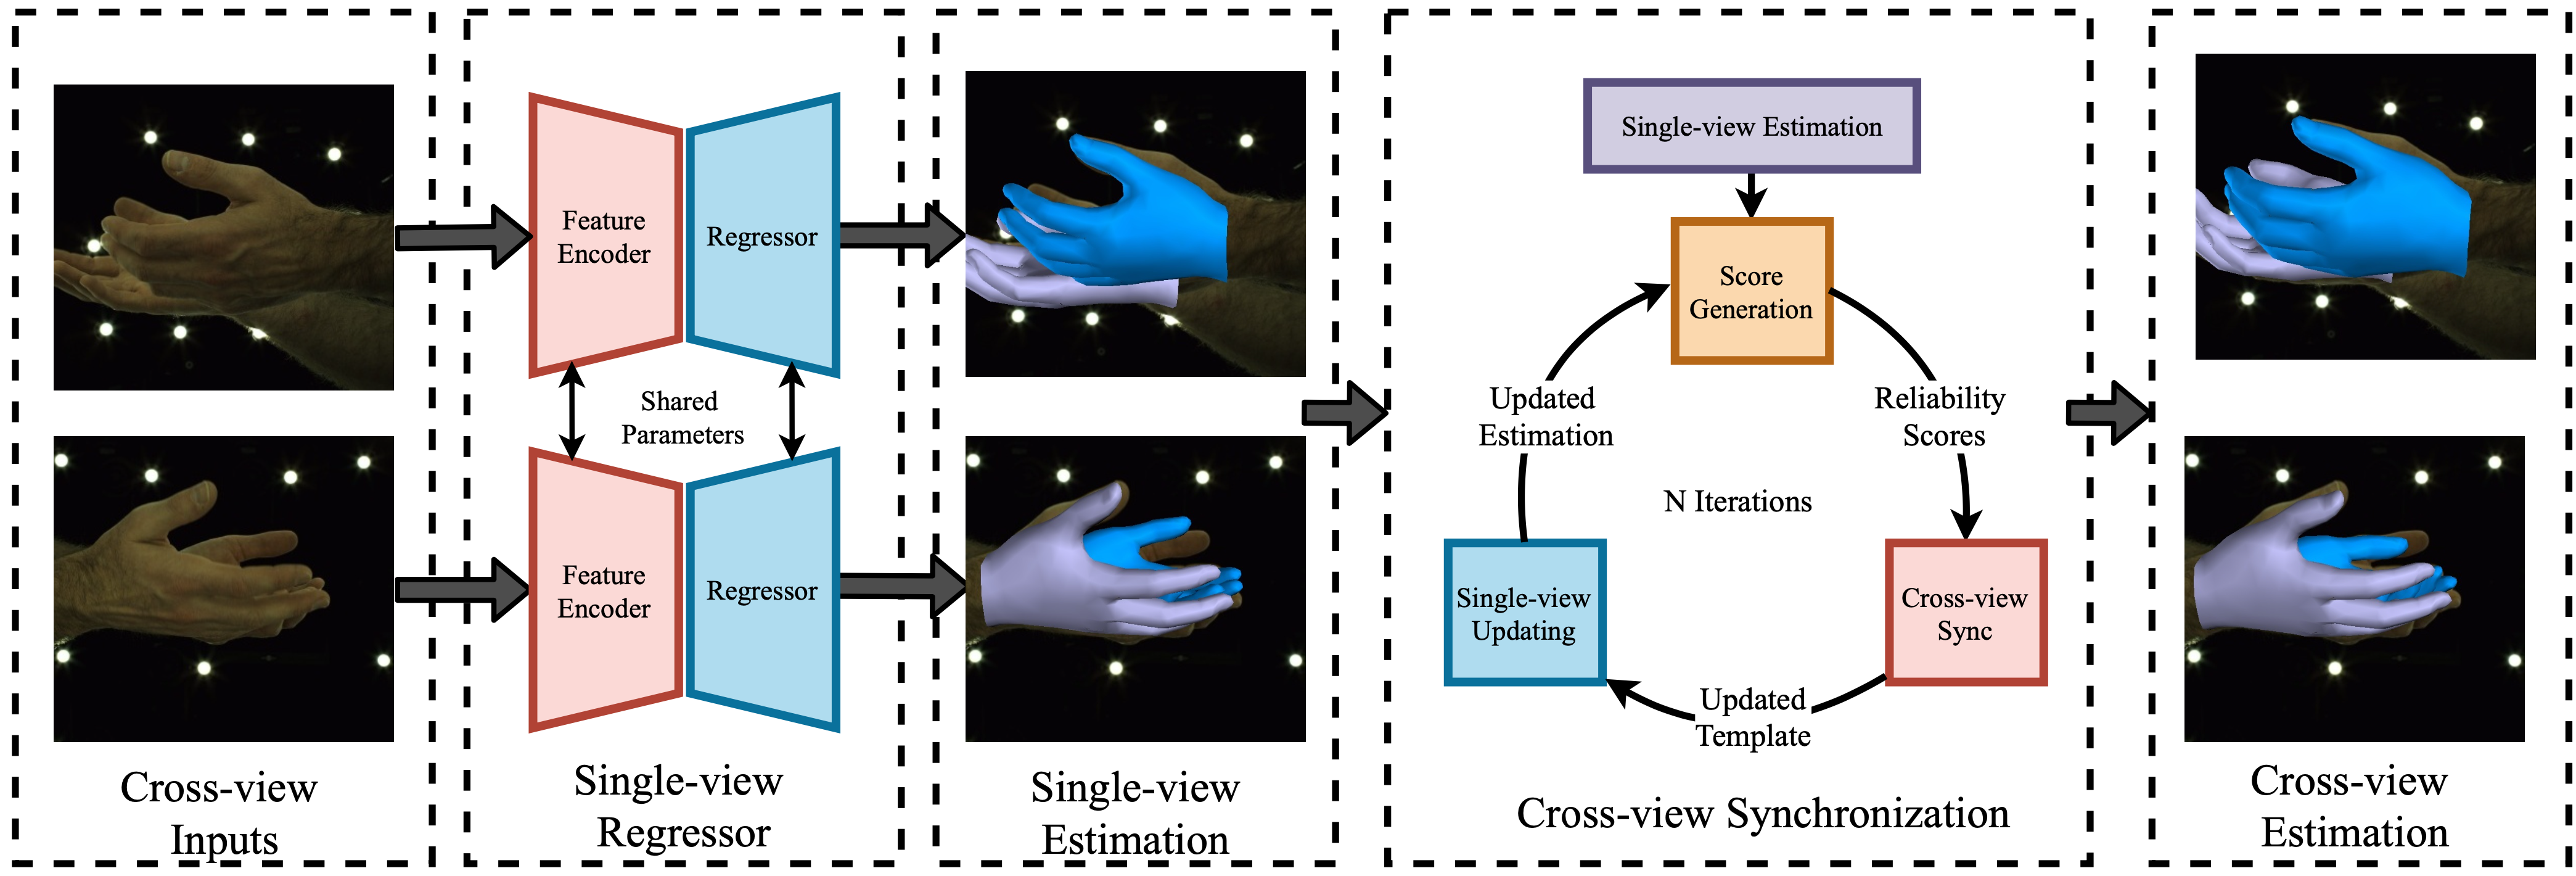 Cross-view
Inputs
Feature
Encoder
Regressor
Shared
Parameters
Feature
Encoder
Regressor
Single-view
Regressor
Single-view
Estimation
Single-view Estimation
Score
Generation
Updated
Estimation
Reliability
Scores
N Iterations
Single-view
Updating
Cross-view
Sync
Updated
Template
Cross-view Synchronization
Cross-view
Estimation